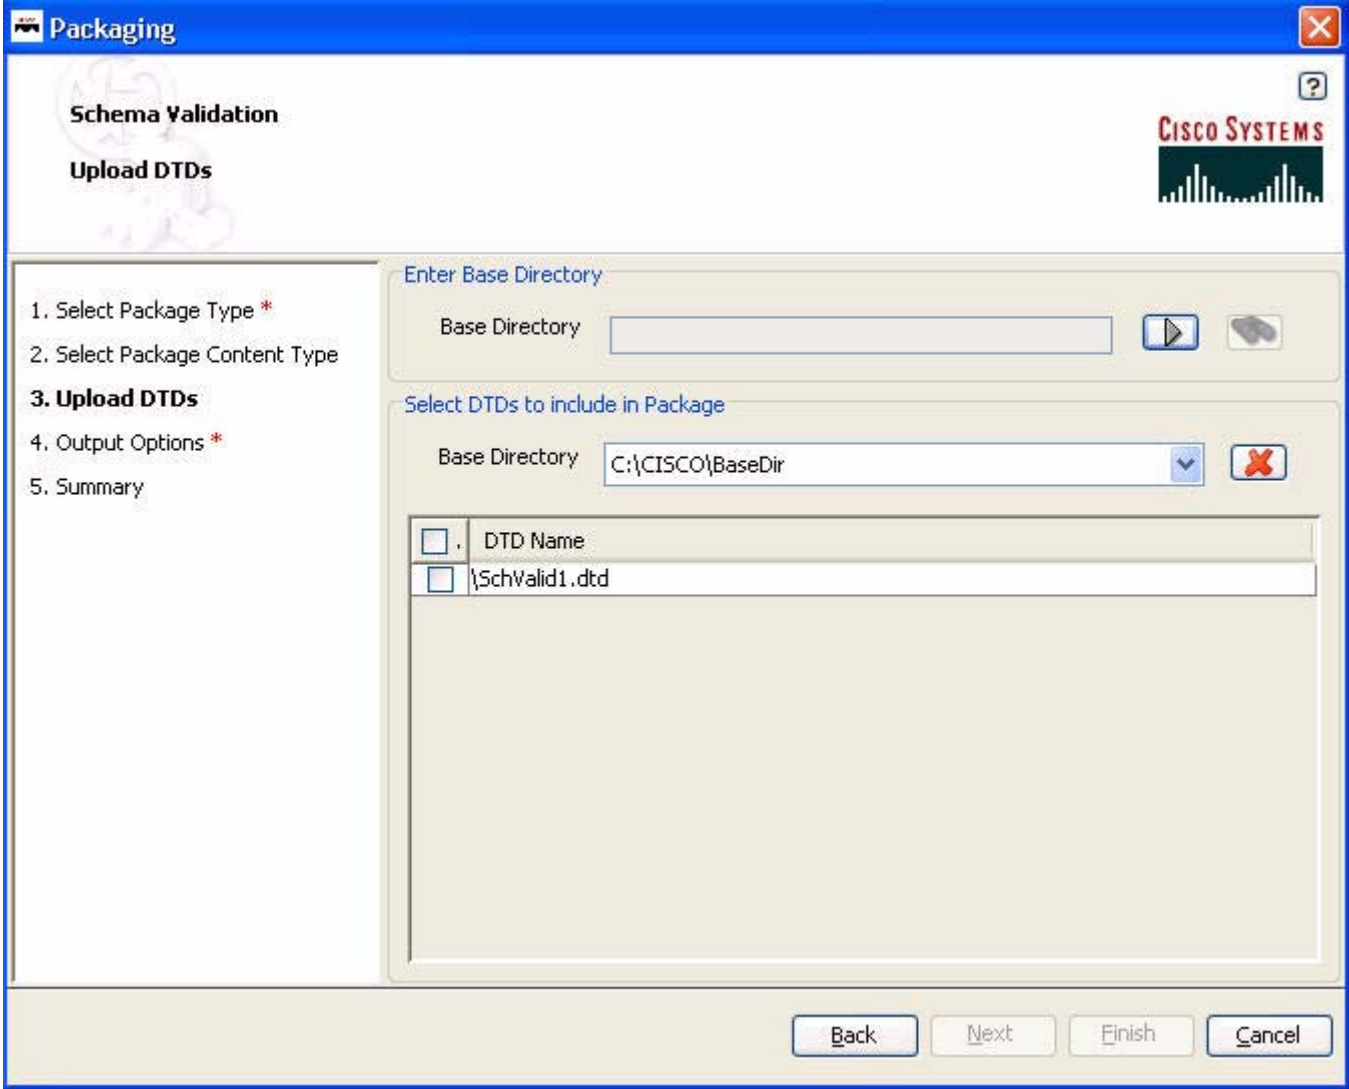 Packaging
Schema Validation
Upload DTDs
?
CISCO SYSTEMS
1. Select Package Type *
2. Select Package Content Type
3. Upload DTDs
4. Output Options *
5. Summary
Enter Base Directory
Base Directory
Select DTDs to include in Package
Base Directory C:\CISCO\BaseDir
. DTD Name
\SchValid1.dtd
Back Next Finish Cancel